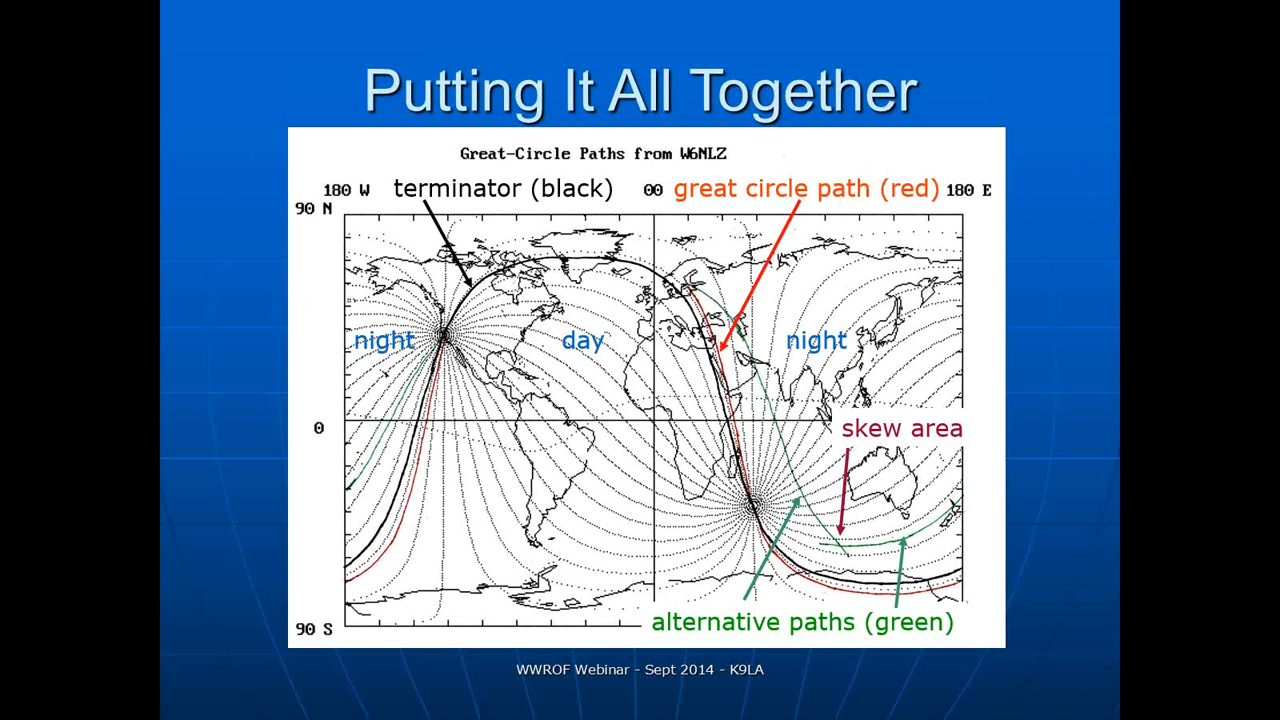 Putting It All Together
Great-Circle Paths from W6NLZ
180 W terminator (black) 00 great circle path (red) 180 E
90 N
night day night
0
skew area
90 S alternative paths (green)
WWROF Webinar - Sept 2014 - K9LA